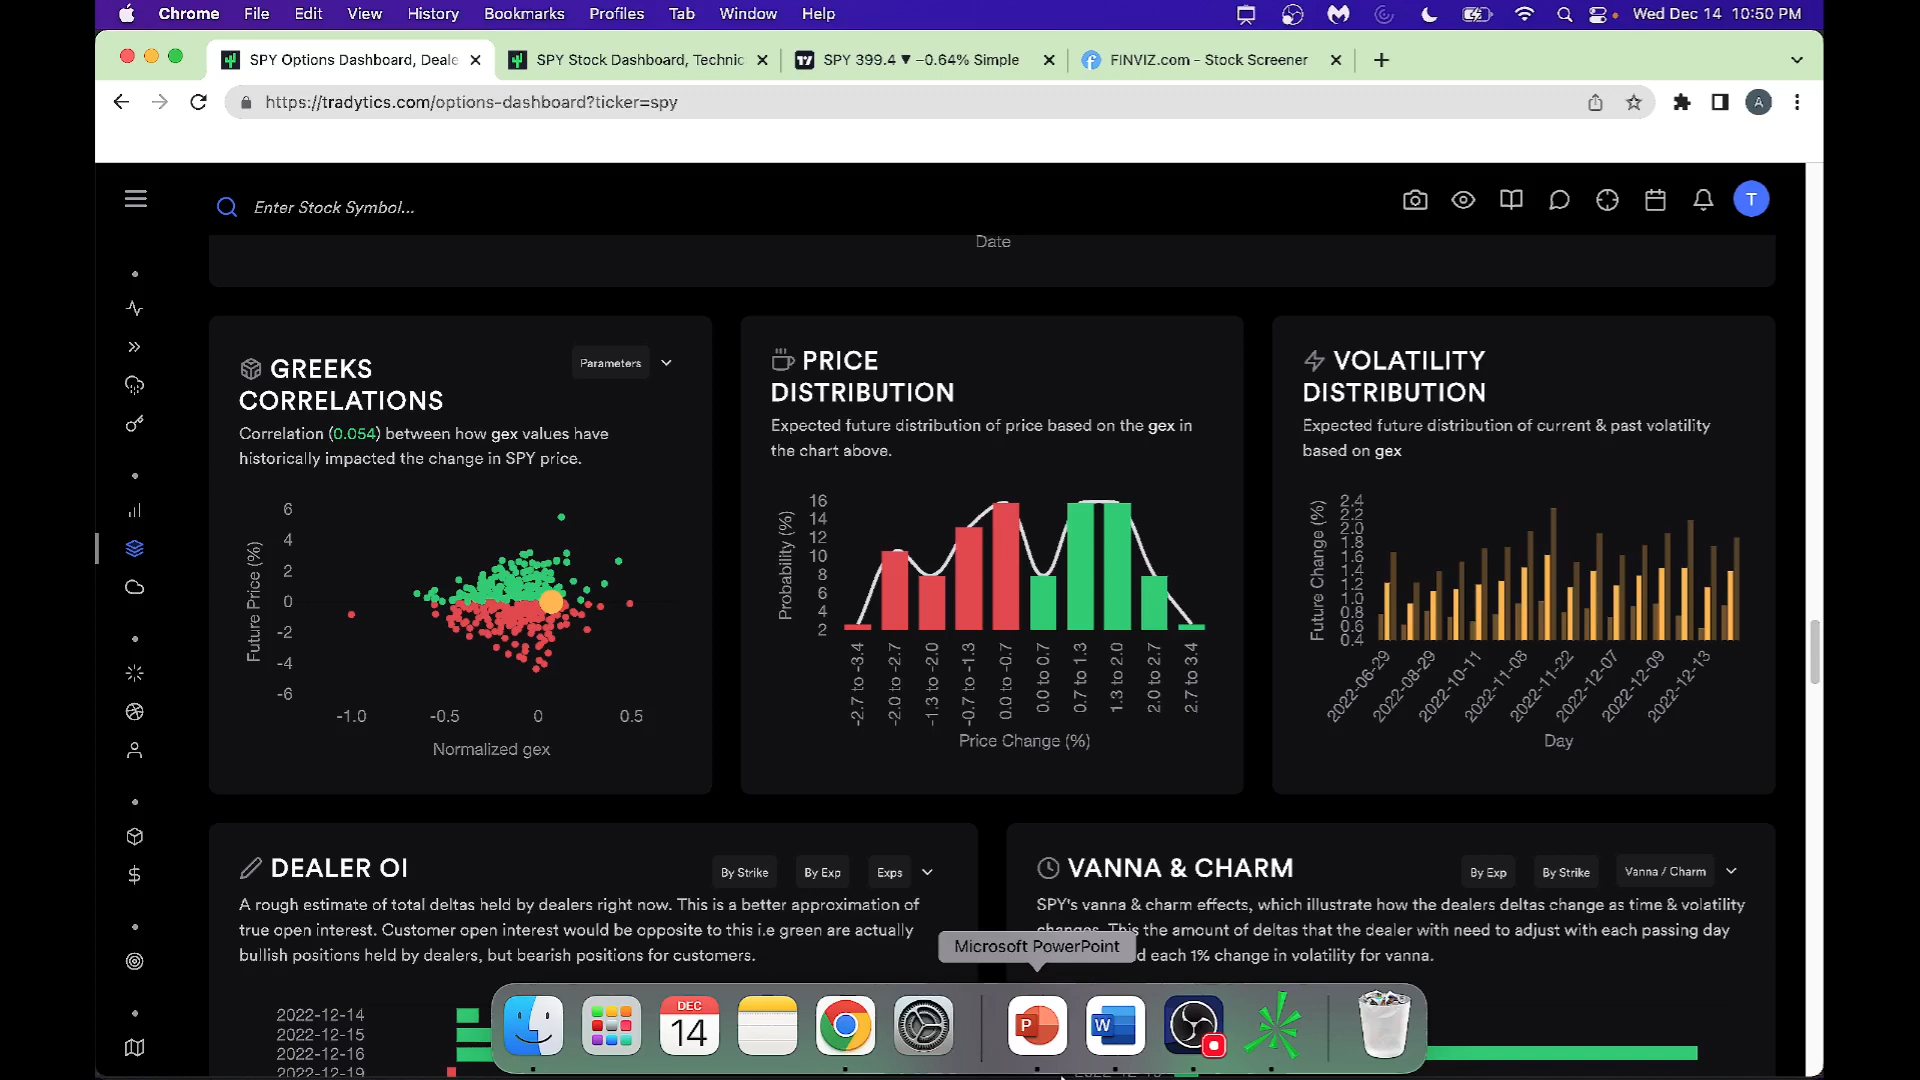 Chrome File Edit View History Bookmarks Profiles Tab Window Help Wed Dec 14 10:50 PM
SPY Options Dashboard, Deale
SPY Stock Dashboard, Technic
SPY 399.4 ▼ −0.64% Simple
FINVIZ.com - Stock Screener
https://tradytics.com/options-dashboard?ticker=spy
A
Enter Stock Symbol...
T
Date
GREEKS
CORRELATIONS
Parameters
Correlation (0.054) between how gex values have
historically impacted the change in SPY price.
Future Price (%)
6
4
2
0
-2
-4
-6
-1.0 -0.5 0 0.5
Normalized gex
PRICE
DISTRIBUTION
Expected future distribution of price based on the gex in
the chart above.
Probability (%)
16
14
12
10
8
6
4
2
-2.7 to -3.4
-2.0 to -2.7
-1.3 to -2.0
-0.7 to -1.3
0.0 to -0.7
0.0 to 0.7
0.7 to 1.3
1.3 to 2.0
2.0 to 2.7
2.7 to 3.4
Price Change (%)
VOLATILITY
DISTRIBUTION
Expected future distribution of current & past volatility
based on gex
Future Change (%)
2.4
2.2
2.0
1.8
1.6
1.4
1.2
1.0
0.8
0.6
0.4
2022-06-29
2022-08-29
2022-10-11
2022-11-08
2022-11-22
2022-12-07
2022-12-09
2022-12-13
Day
DEALER OI
By Strike By Exp Exps
A rough estimate of total deltas held by dealers right now. This is a better approximation of
true open interest. Customer open interest would be opposite to this i.e green are actually
bullish positions held by dealers, but bearish positions for customers.
2022-12-14
2022-12-15
2022-12-16
2022-12-19
VANNA & CHARM
By Exp By Strike Vanna / Charm
SPY's vanna & charm effects, which illustrate how the dealers deltas change as time & volatility
changes. This the amount of deltas that the dealer with need to adjust with each passing day
d each 1% change in volatility for vanna.
Microsoft PowerPoint
DEC
14
P
W